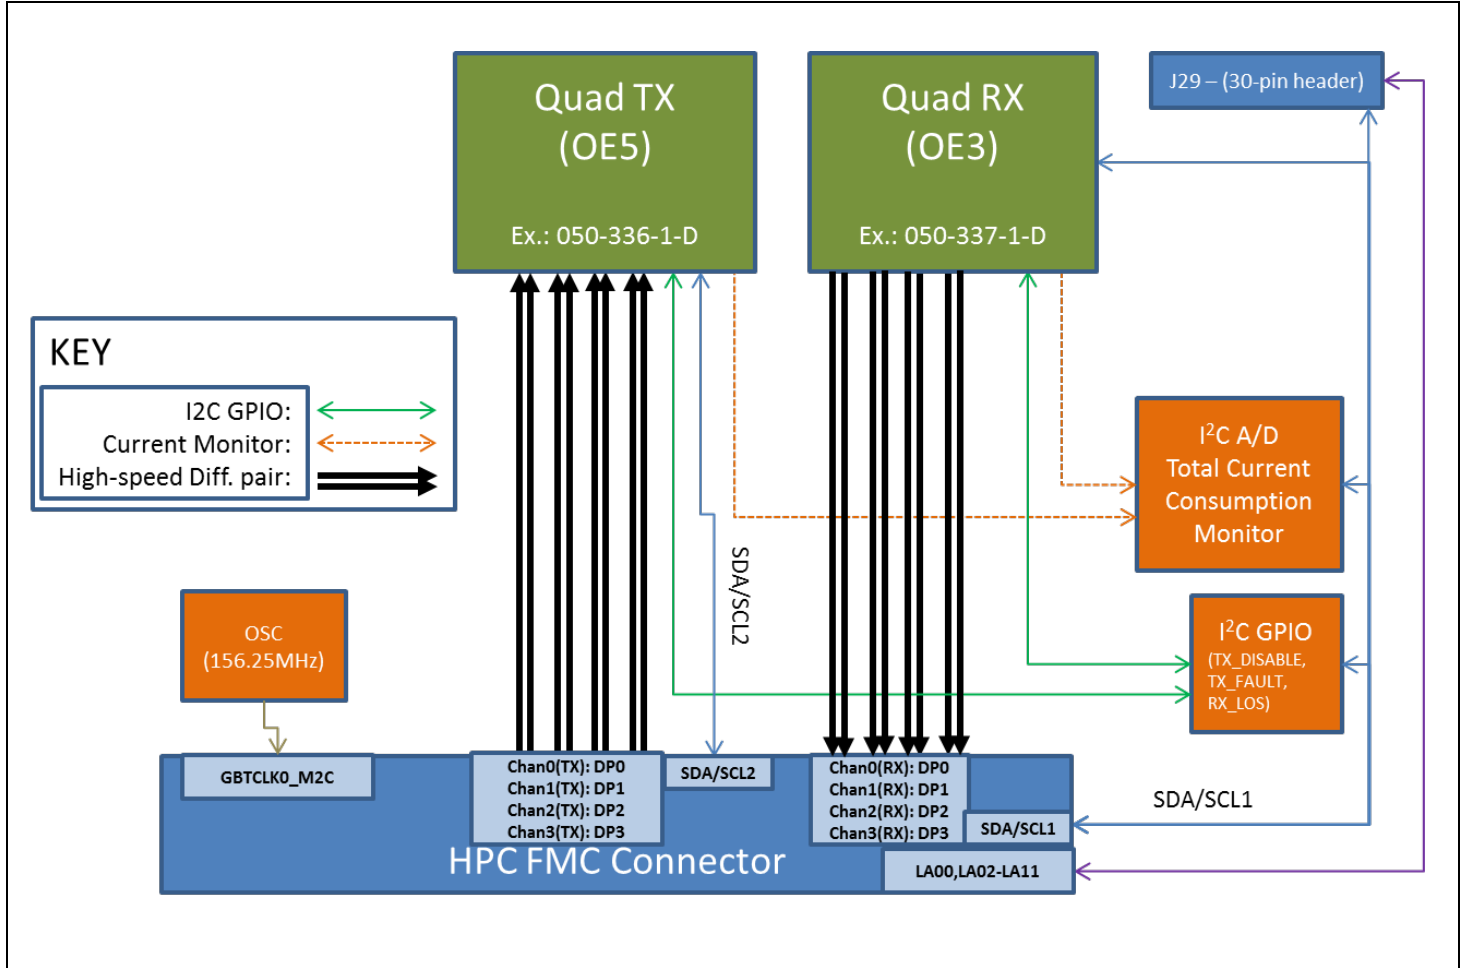 Quad TX
(OE5)
Ex.: 050-336-1-D
Quad RX
(OE3)
Ex.: 050-337-1-D
J29 – (30-pin header)
KEY
I2C GPIO:
Current Monitor:
High-speed Diff. pair:
I²C A/D
Total Current
Consumption
Monitor
SDA/SCL2
OSC
(156.25MHz)
I²C GPIO
(TX_DISABLE,
TX_FAULT,
RX_LOS)
GBTCLK0_M2C
Chan0(TX): DP0
Chan1(TX): DP1
Chan2(TX): DP2
Chan3(TX): DP3
SDA/SCL2
Chan0(RX): DP0
Chan1(RX): DP1
Chan2(RX): DP2
Chan3(RX): DP3
SDA/SCL1
SDA/SCL1
HPC FMC Connector
LA00,LA02-LA11